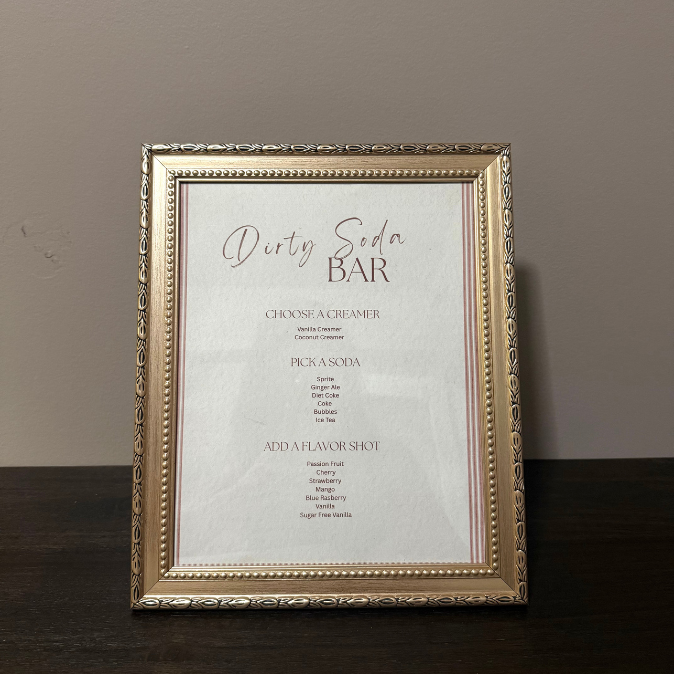 Dirty Soda
BAR
CHOOSE A CREAMER
Vanilla Creamer
Coconut Creamer
PICK A SODA
Sprite
Ginger Ale
Diet Coke
Coke
Bubbles
Ice Tea
ADD A FLAVOR SHOT
Passion Fruit
Cherry
Strawberry
Mango
Blue Rasberry
Vanilla
Sugar Free Vanilla